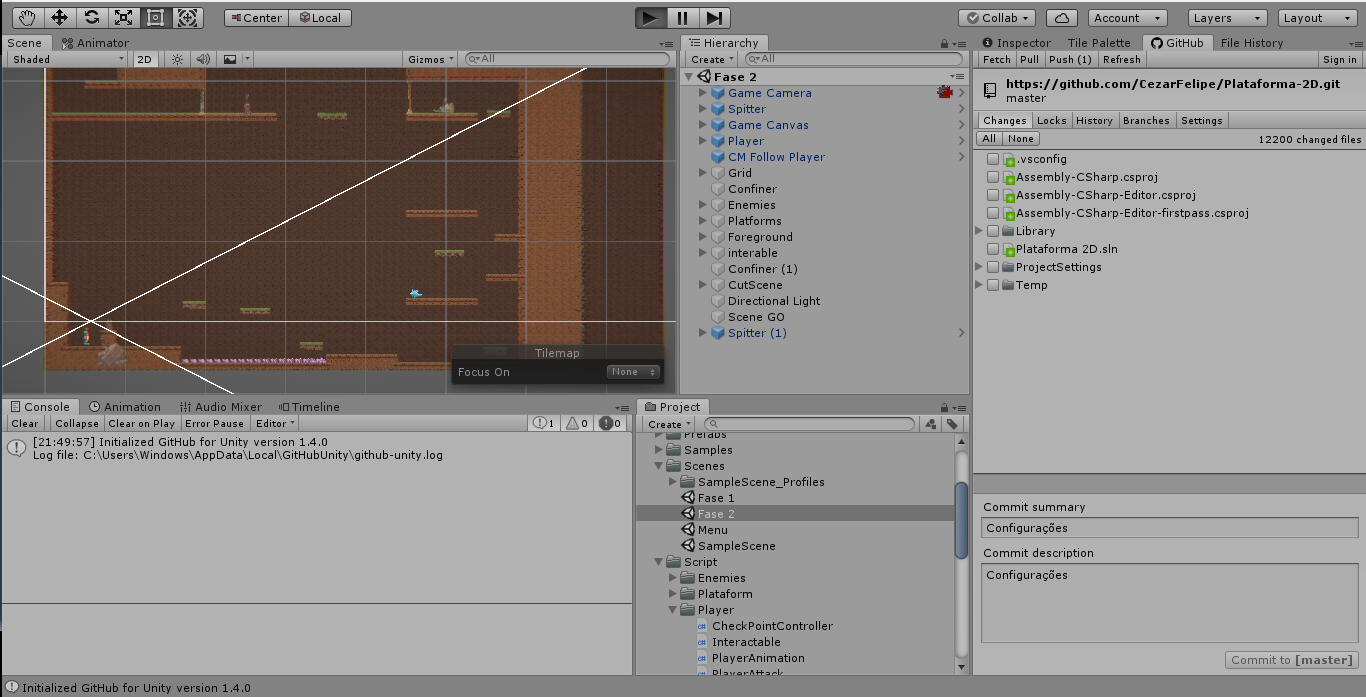 Center Local Collab Account Layers Layout
Scene Animator
Shaded 2D Gizmos All
Tilemap
Focus On None
Hierarchy
Create All
Fase 2
Game Camera
Spitter
Game Canvas
Player
CM Follow Player
Grid
Confiner
Enemies
Platforms
Foreground
interable
Confiner (1)
CutScene
Directional Light
Scene GO
Spitter (1)
Inspector Tile Palette GitHub File History
Fetch Pull Push (1) Refresh Sign in
https://github.com/CezarFelipe/Plataforma-2D.git
master
Changes Locks History Branches Settings
All None 12200 changed files
.vsconfig
Assembly-CSharp.csproj
Assembly-CSharp-Editor.csproj
Assembly-CSharp-Editor-firstpass.csproj
Library
Plataforma 2D.sln
ProjectSettings
Temp
Commit summary
Configurações
Commit description
Configurações
Commit to [master]
Console Animation Audio Mixer Timeline
Clear Collapse Clear on Play Error Pause Editor 1 0 0
[21:49:57] Initialized GitHub for Unity version 1.4.0
Log file: C:\Users\Windows\AppData\Local\GitHubUnity\github-unity.log
Project
Create
Prefabs
Samples
Scenes
SampleScene_Profiles
Fase 1
Fase 2
Menu
SampleScene
Script
Enemies
Plataform
Player
CheckPointController
Interactable
PlayerAnimation
PlayerAttack
Initialized GitHub for Unity version 1.4.0